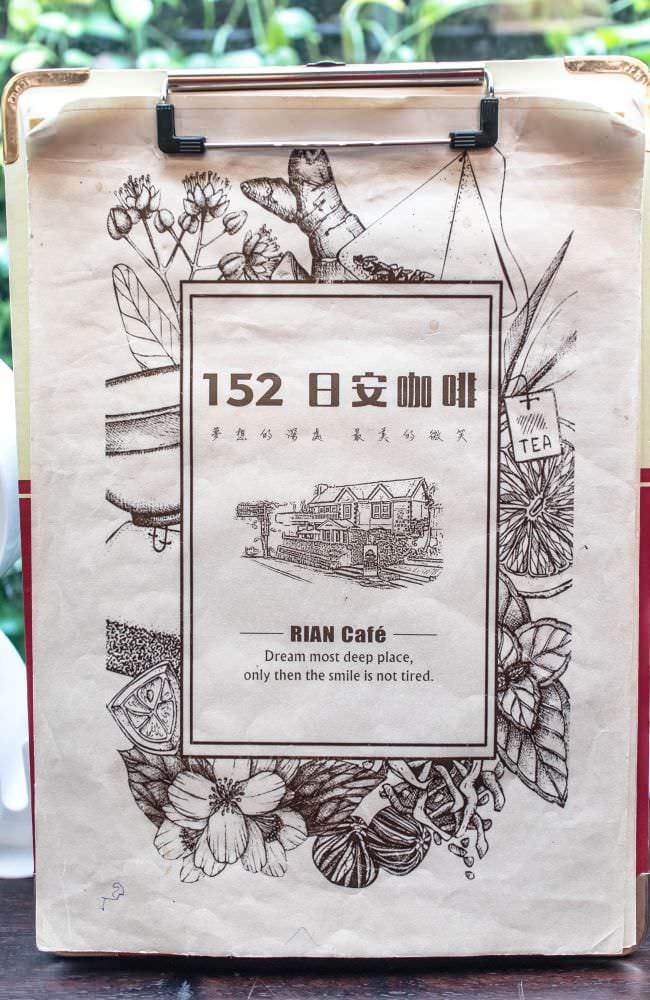 152 日安咖啡
夢想的深處 最美的微笑
TEA
RIAN Café
Dream most deep place,
only then the smile is not tired.